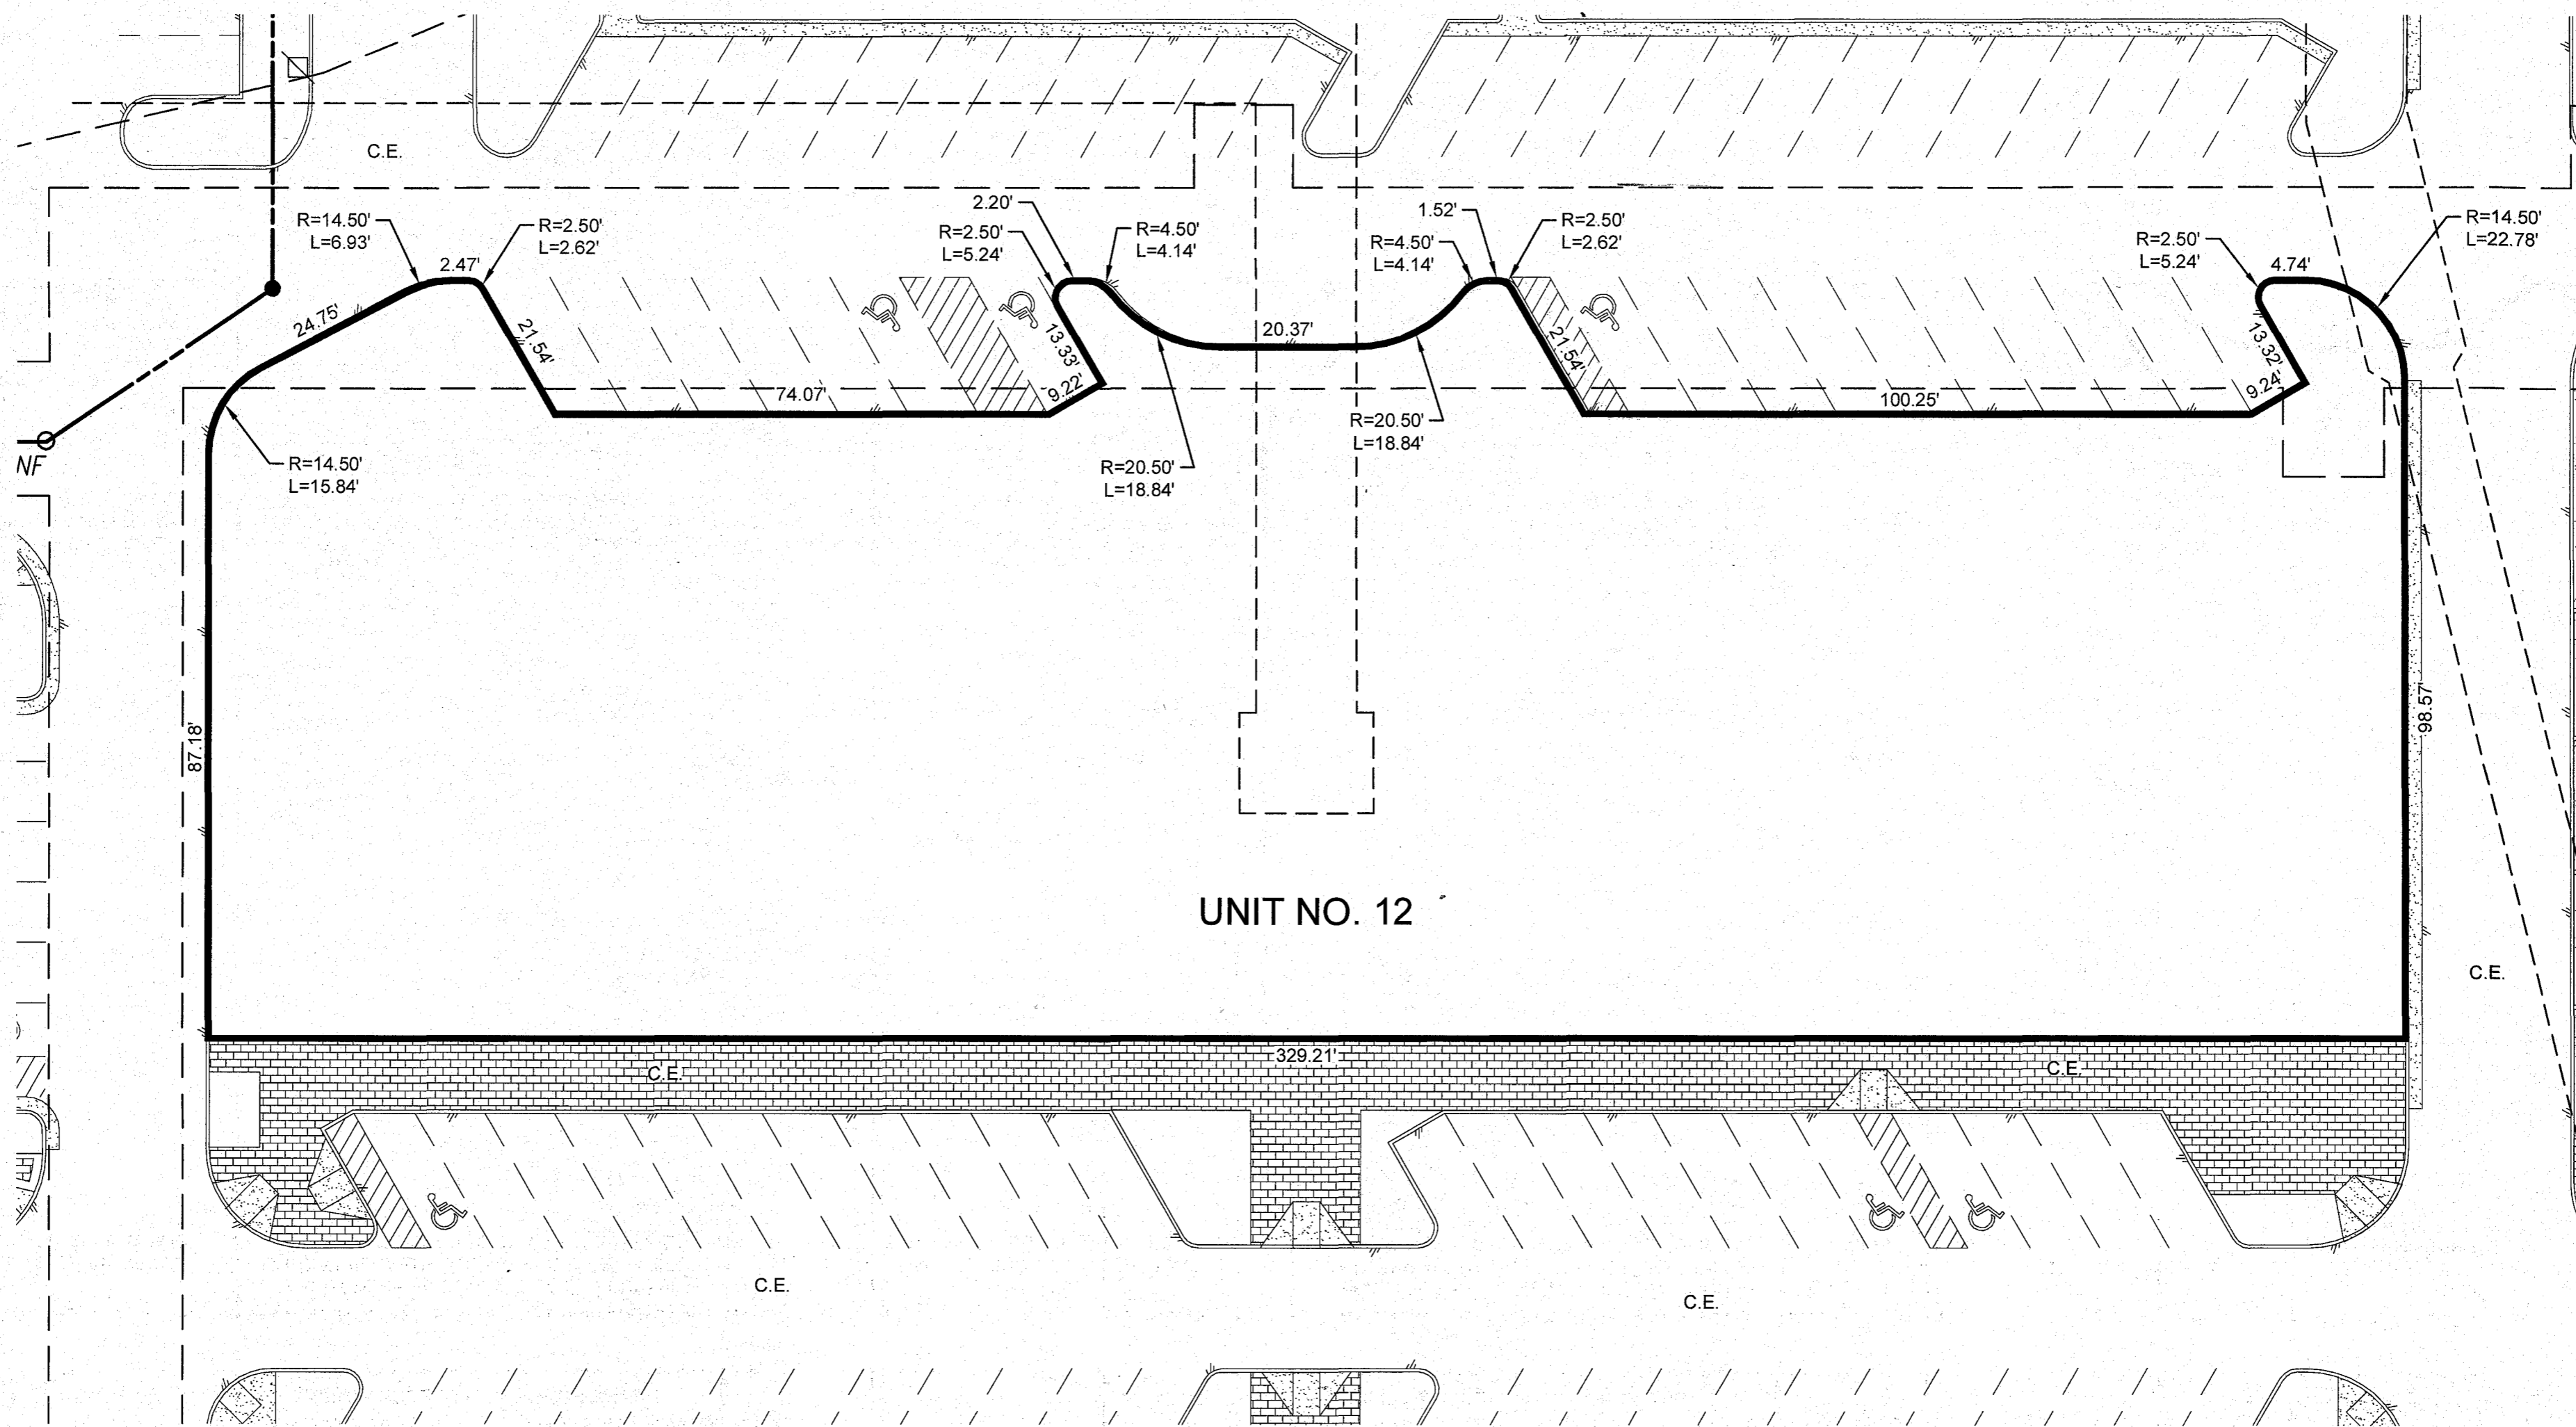 C.E.
R=14.50'
L=6.93'
2.47'
R=2.50'
L=2.62'
2.20'
R=2.50'
L=5.24'
R=4.50'
L=4.14'
1.52'
R=4.50'
L=4.14'
R=2.50'
L=2.62'
R=2.50'
L=5.24'
4.74'
R=14.50'
L=22.78'
24.75'
21.54'
13.33'
20.37'
21.54'
13.32'
74.07'
9.22'
100.25'
9.24'
NF
R=14.50'
L=15.84'
R=20.50'
L=18.84'
R=20.50'
L=18.84'
87.18'
98.57'
UNIT NO. 12
C.E.
329.21'
C.E.
C.E.
C.E.
C.E.